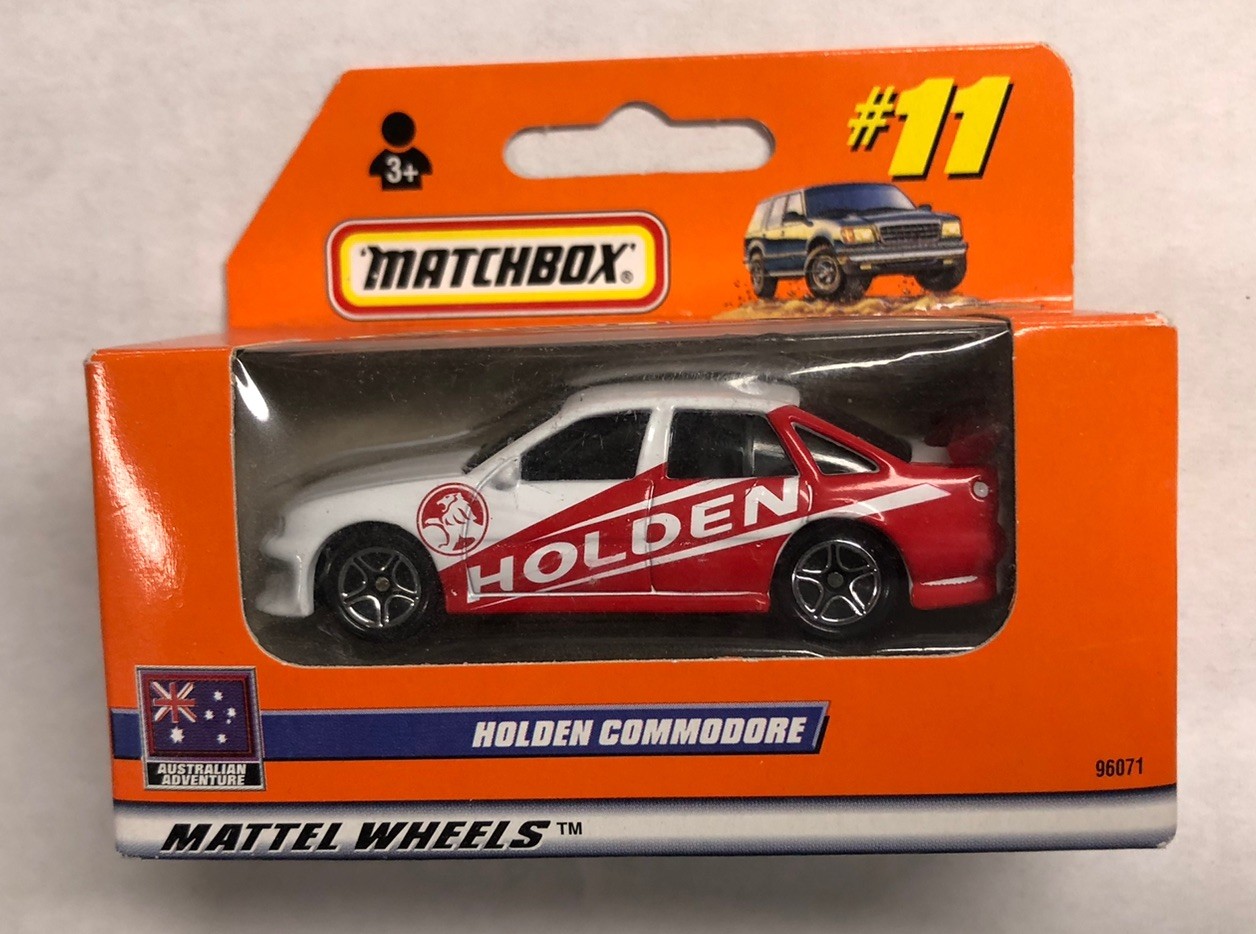 #11
3+
MATCHBOX®
HOLDEN
HOLDEN COMMODORE
AUSTRALIAN
ADVENTURE
96071
MATTEL WHEELS™